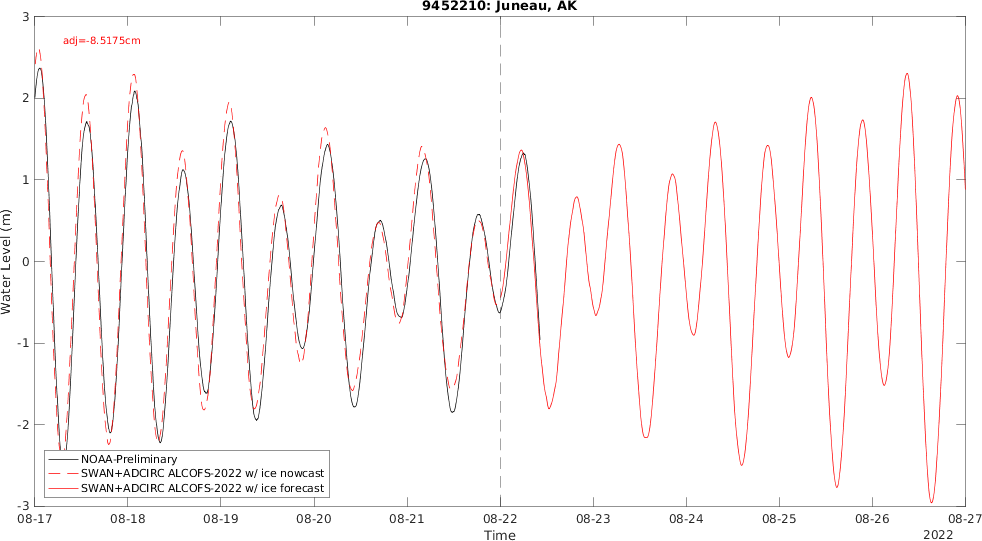 9452210: Juneau, AK
adj=-8.5175cm
Water Level (m)
3
2
1
0
-1
-2
-3
NOAA-Preliminary
SWAN+ADCIRC ALCOFS-2022 w/ ice nowcast
SWAN+ADCIRC ALCOFS-2022 w/ ice forecast
08-17 08-18 08-19 08-20 08-21 08-22 08-23 08-24 08-25 08-26 08-27
Time
2022